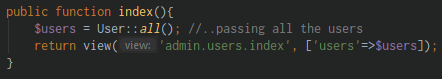 public function index(){
    $users = User::all(); //..passing all the users
    return view( view: 'admin.users.index', ['users'=>$users]);
}